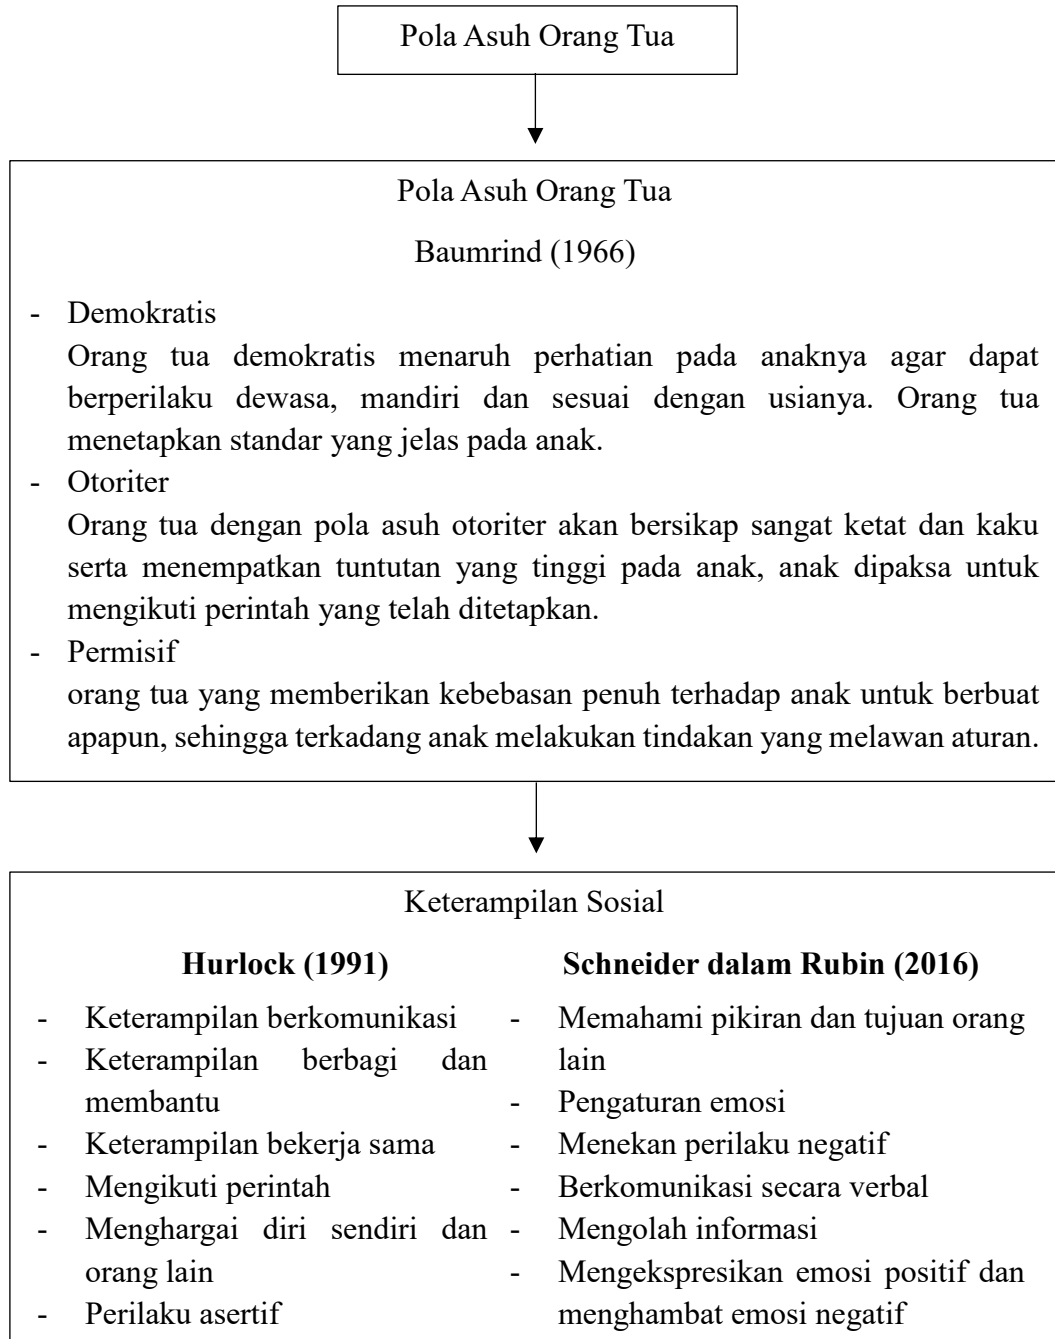 Pola Asuh Orang Tua
Pola Asuh Orang Tua
Baumrind (1966)
- Demokratis
Orang tua demokratis menaruh perhatian pada anaknya agar dapat
berperilaku dewasa, mandiri dan sesuai dengan usianya. Orang tua
menetapkan standar yang jelas pada anak.
- Otoriter
Orang tua dengan pola asuh otoriter akan bersikap sangat ketat dan kaku
serta menempatkan tuntutan yang tinggi pada anak, anak dipaksa untuk
mengikuti perintah yang telah ditetapkan.
- Permisif
orang tua yang memberikan kebebasan penuh terhadap anak untuk berbuat
apapun, sehingga terkadang anak melakukan tindakan yang melawan aturan.
Keterampilan Sosial
Hurlock (1991)
- Keterampilan berkomunikasi
- Keterampilan berbagi dan
membantu
- Keterampilan bekerja sama
- Mengikuti perintah
- Menghargai diri sendiri dan
orang lain
- Perilaku asertif
Schneider dalam Rubin (2016)
- Memahami pikiran dan tujuan orang
lain
- Pengaturan emosi
- Menekan perilaku negatif
- Berkomunikasi secara verbal
- Mengolah informasi
- Mengekspresikan emosi positif dan
menghambat emosi negatif